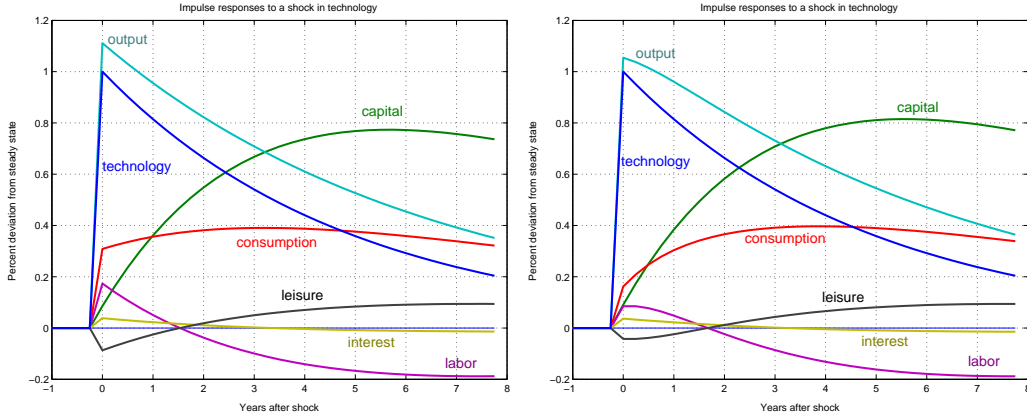 Impulse responses to a shock in technology
Percent deviation from steady state
1.2
1
0.8
0.6
0.4
0.2
0
−0.2
output
capital
technology
consumption
leisure
interest
labor
−1 0 1 2 3 4 5 6 7 8
Years after shock
Impulse responses to a shock in technology
Percent deviation from steady state
1.2
1
0.8
0.6
0.4
0.2
0
−0.2
output
capital
technology
consumption
leisure
interest
labor
−1 0 1 2 3 4 5 6 7 8
Years after shock